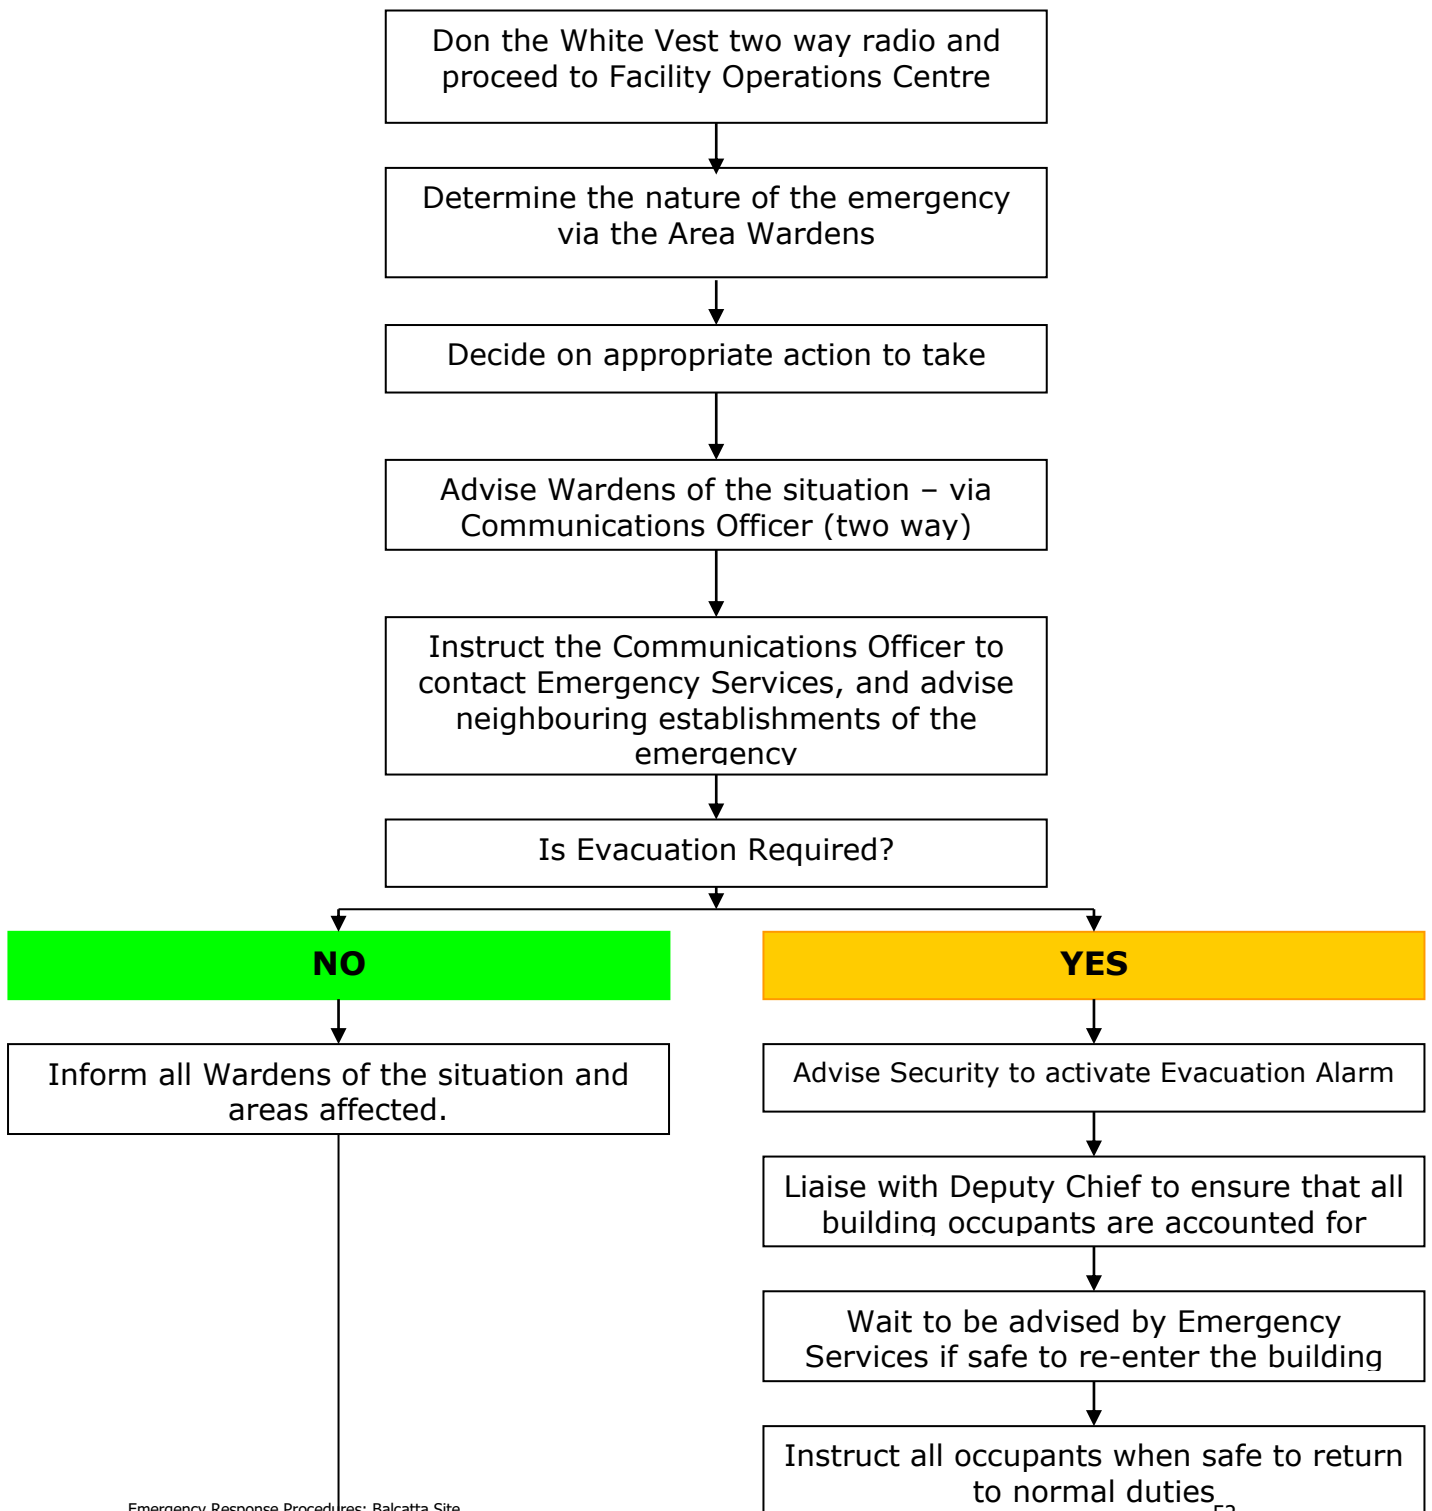 Don the White Vest two way radio and
proceed to Facility Operations Centre
Determine the nature of the emergency
via the Area Wardens
Decide on appropriate action to take
Advise Wardens of the situation – via
Communications Officer (two way)
Instruct the Communications Officer to
contact Emergency Services, and advise
neighbouring establishments of the
emergency
Is Evacuation Required?
NO
YES
Inform all Wardens of the situation and
areas affected.
Advise Security to activate Evacuation Alarm
Liaise with Deputy Chief to ensure that all
building occupants are accounted for
Wait to be advised by Emergency
Services if safe to re-enter the building
Instruct all occupants when safe to return
to normal duties
Emergency Response Procedures: Balcatta Site